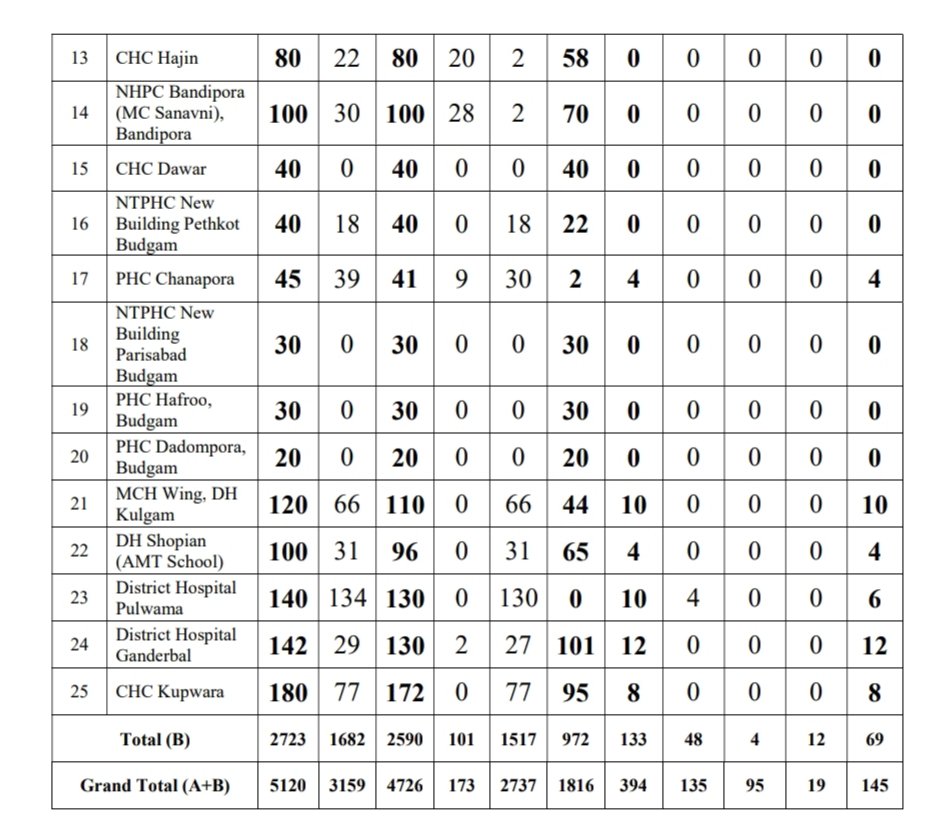 13 CHC Hajin 80 22 80 20 2 58 0 0 0 0 0
14 NHPC Bandipora (MC Sanavni), Bandipora 100 30 100 28 2 70 0 0 0 0 0
15 CHC Dawar 40 0 40 0 0 40 0 0 0 0 0
16 NTPHC New Building Pethkot Budgam 40 18 40 0 18 22 0 0 0 0 0
17 PHC Chanapora 45 39 41 9 30 2 4 0 0 0 4
18 NTPHC New Building Parisabad Budgam 30 0 30 0 0 30 0 0 0 0 0
19 PHC Hafroo, Budgam 30 0 30 0 0 30 0 0 0 0 0
20 PHC Dadompora, Budgam 20 0 20 0 0 20 0 0 0 0 0
21 MCH Wing, DH Kulgam 120 66 110 0 66 44 10 0 0 0 10
22 DH Shopian (AMT School) 100 31 96 0 31 65 4 0 0 0 4
23 District Hospital Pulwama 140 134 130 0 130 0 10 4 0 0 6
24 District Hospital Ganderbal 142 29 130 2 27 101 12 0 0 0 12
25 CHC Kupwara 180 77 172 0 77 95 8 0 0 0 8
Total (B) 2723 1682 2590 101 1517 972 133 48 4 12 69
Grand Total (A+B) 5120 3159 4726 173 2737 1816 394 135 95 19 145